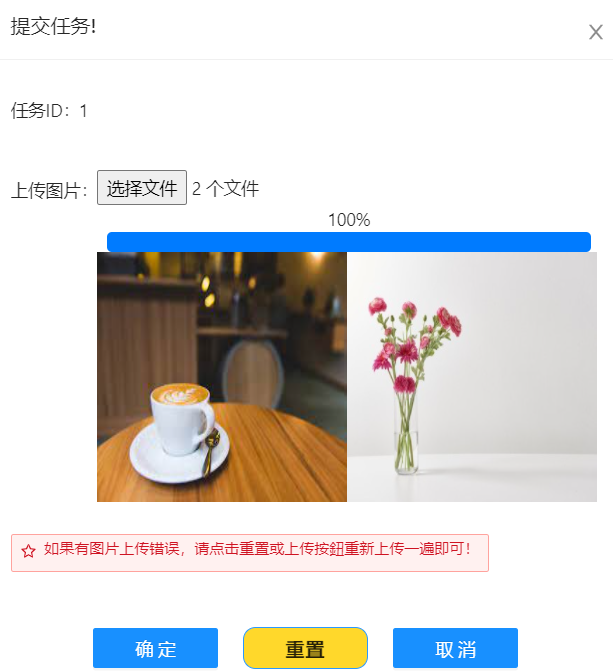 提交任务!
任务ID：1
上传图片：选择文件 2 个文件
100%
如果有图片上传错误，请点击重置或上传按鈕重新上传一遍即可！
确定 重置 取消